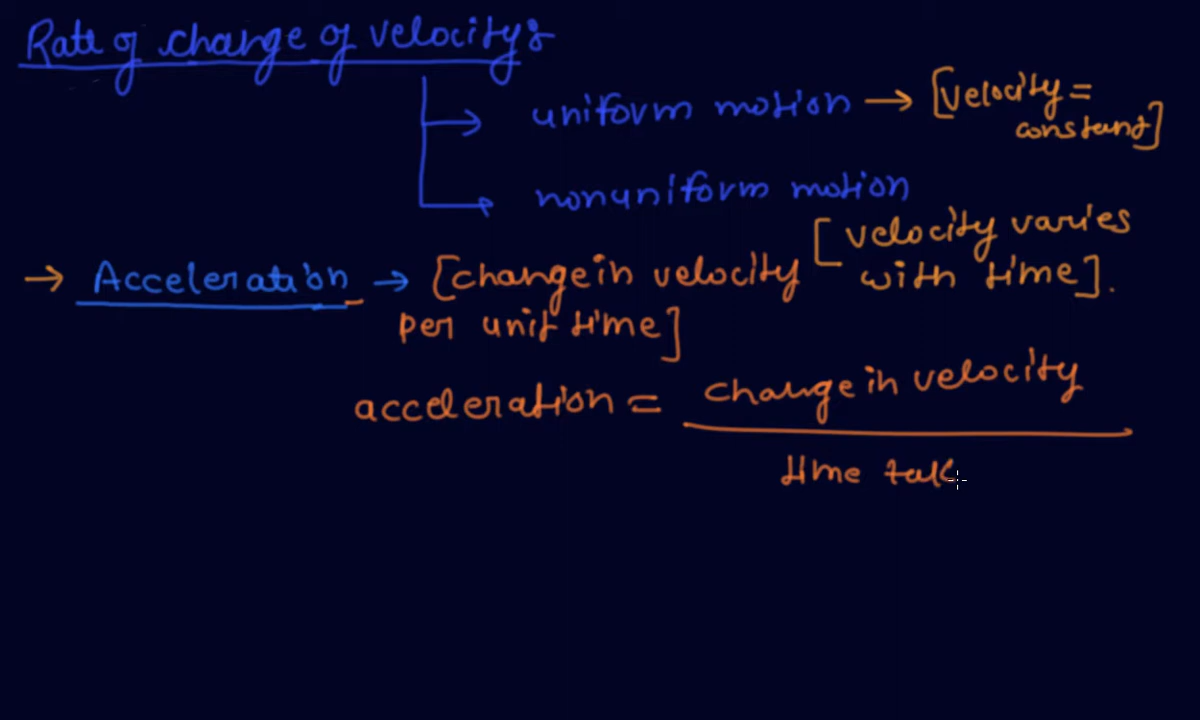 Rate of change of velocity:
→ uniform motion → [velocity =
constant]
→ nonuniform motion
[velocity varies
with time].
→ Acceleration → [change in velocity
per unit time]
acceleration = change in velocity
time